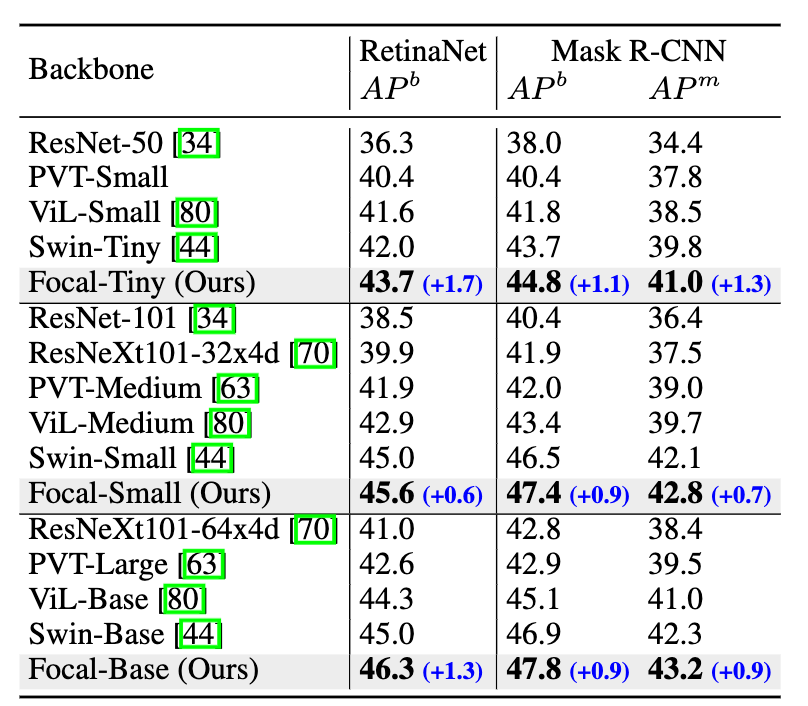 Backbone RetinaNet Mask R-CNN
AP^b AP^b AP^m
ResNet-50 [34] 36.3 38.0 34.4
PVT-Small 40.4 40.4 37.8
ViL-Small [80] 41.6 41.8 38.5
Swin-Tiny [44] 42.0 43.7 39.8
Focal-Tiny (Ours) 43.7 (+1.7) 44.8 (+1.1) 41.0 (+1.3)
ResNet-101 [34] 38.5 40.4 36.4
ResNeXt101-32x4d [70] 39.9 41.9 37.5
PVT-Medium [63] 41.9 42.0 39.0
ViL-Medium [80] 42.9 43.4 39.7
Swin-Small [44] 45.0 46.5 42.1
Focal-Small (Ours) 45.6 (+0.6) 47.4 (+0.9) 42.8 (+0.7)
ResNeXt101-64x4d [70] 41.0 42.8 38.4
PVT-Large [63] 42.6 42.9 39.5
ViL-Base [80] 44.3 45.1 41.0
Swin-Base [44] 45.0 46.9 42.3
Focal-Base (Ours) 46.3 (+1.3) 47.8 (+0.9) 43.2 (+0.9)